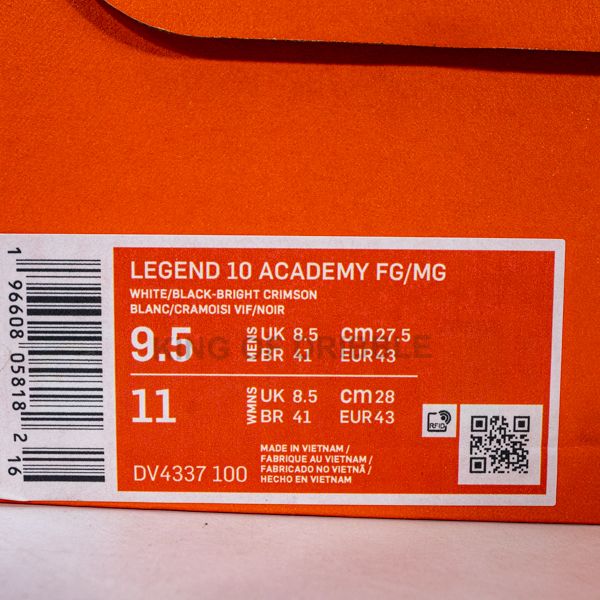 LEGEND 10 ACADEMY FG/MG
WHITE/BLACK-BRIGHT CRIMSON
BLANC/CRAMOISI VIF/NOIR
9.5 MENS UK 8.5 cm 27.5
BR 41 EUR 43
KING OF DRIBBLE
11 WMNS UK 8.5 cm 28
BR 41 EUR 43
RFID
MADE IN VIETNAM /
FABRIQUE AU VIETNAM /
FABRICADO NO VIETNÃ /
HECHO EN VIETNAM
DV4337 100
1 96608 05818 2 16